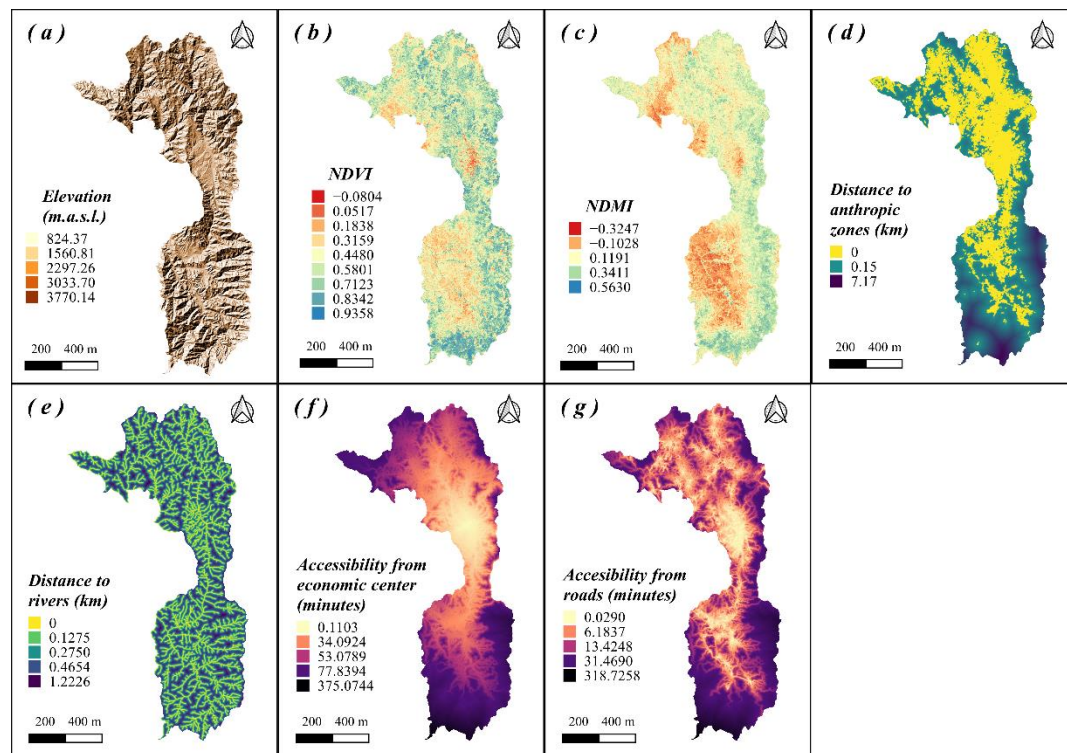 ( a )
Elevation
(m.a.s.l.)
824.37
1560.81
2297.26
3033.70
3770.14
200 400 m
( b )
NDVI
−0.0804
0.0517
0.1838
0.3159
0.4480
0.5801
0.7123
0.8342
0.9358
200 400 m
( c )
NDMI
−0.3247
−0.1028
0.1191
0.3411
0.5630
200 400 m
( d )
Distance to
anthropic
zones (km)
0
0.15
7.17
200 400 m
( e )
Distance to
rivers (km)
0
0.1275
0.2750
0.4654
1.2226
200 400 m
( f )
Accessibility from
economic center
(minutes)
0.1103
34.0924
53.0789
77.8394
375.0744
200 400 m
( g )
Accesibility from
roads (minutes)
0.0290
6.1837
13.4248
31.4690
318.7258
200 400 m